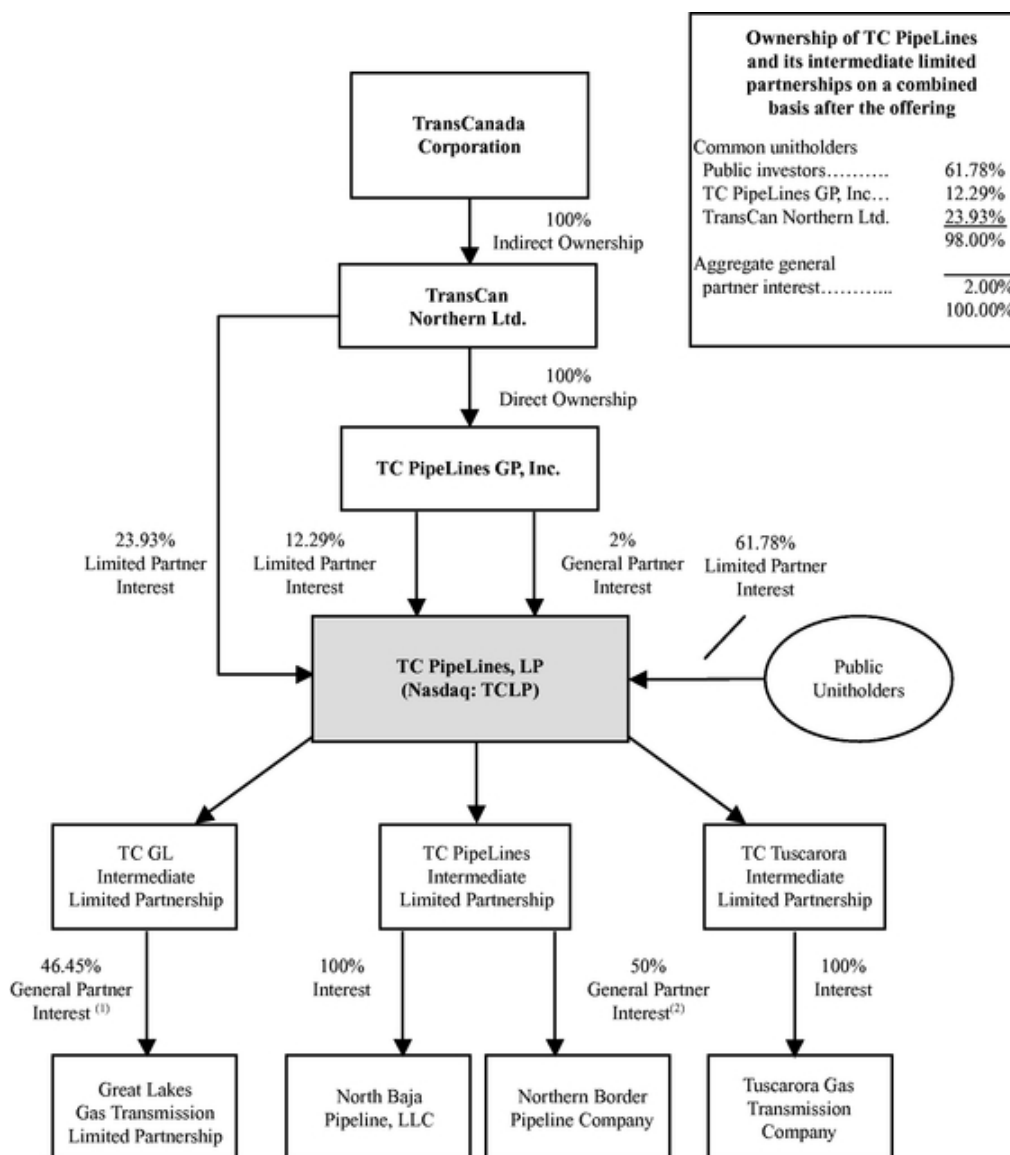 Ownership of TC PipeLines
and its intermediate limited
partnerships on a combined
basis after the offering
Common unitholders
Public investors………. 61.78%
TC PipeLines GP, Inc… 12.29%
TransCan Northern Ltd. 23.93%
98.00%
Aggregate general
partner interest………... 2.00%
100.00%
TransCanada
Corporation
100%
Indirect Ownership
TransCan
Northern Ltd.
100%
Direct Ownership
TC PipeLines GP, Inc.
23.93%
Limited Partner
Interest
12.29%
Limited Partner
Interest
2%
General Partner
Interest
61.78%
Limited Partner
Interest
TC PipeLines, LP
(Nasdaq: TCLP)
Public
Unitholders
TC GL
Intermediate
Limited Partnership
TC PipeLines
Intermediate
Limited Partnership
TC Tuscarora
Intermediate
Limited Partnership
46.45%
General Partner
Interest (1)
100%
Interest
50%
General Partner
Interest(2)
100%
Interest
Great Lakes
Gas Transmission
Limited Partnership
North Baja
Pipeline, LLC
Northern Border
Pipeline Company
Tuscarora Gas
Transmission
Company